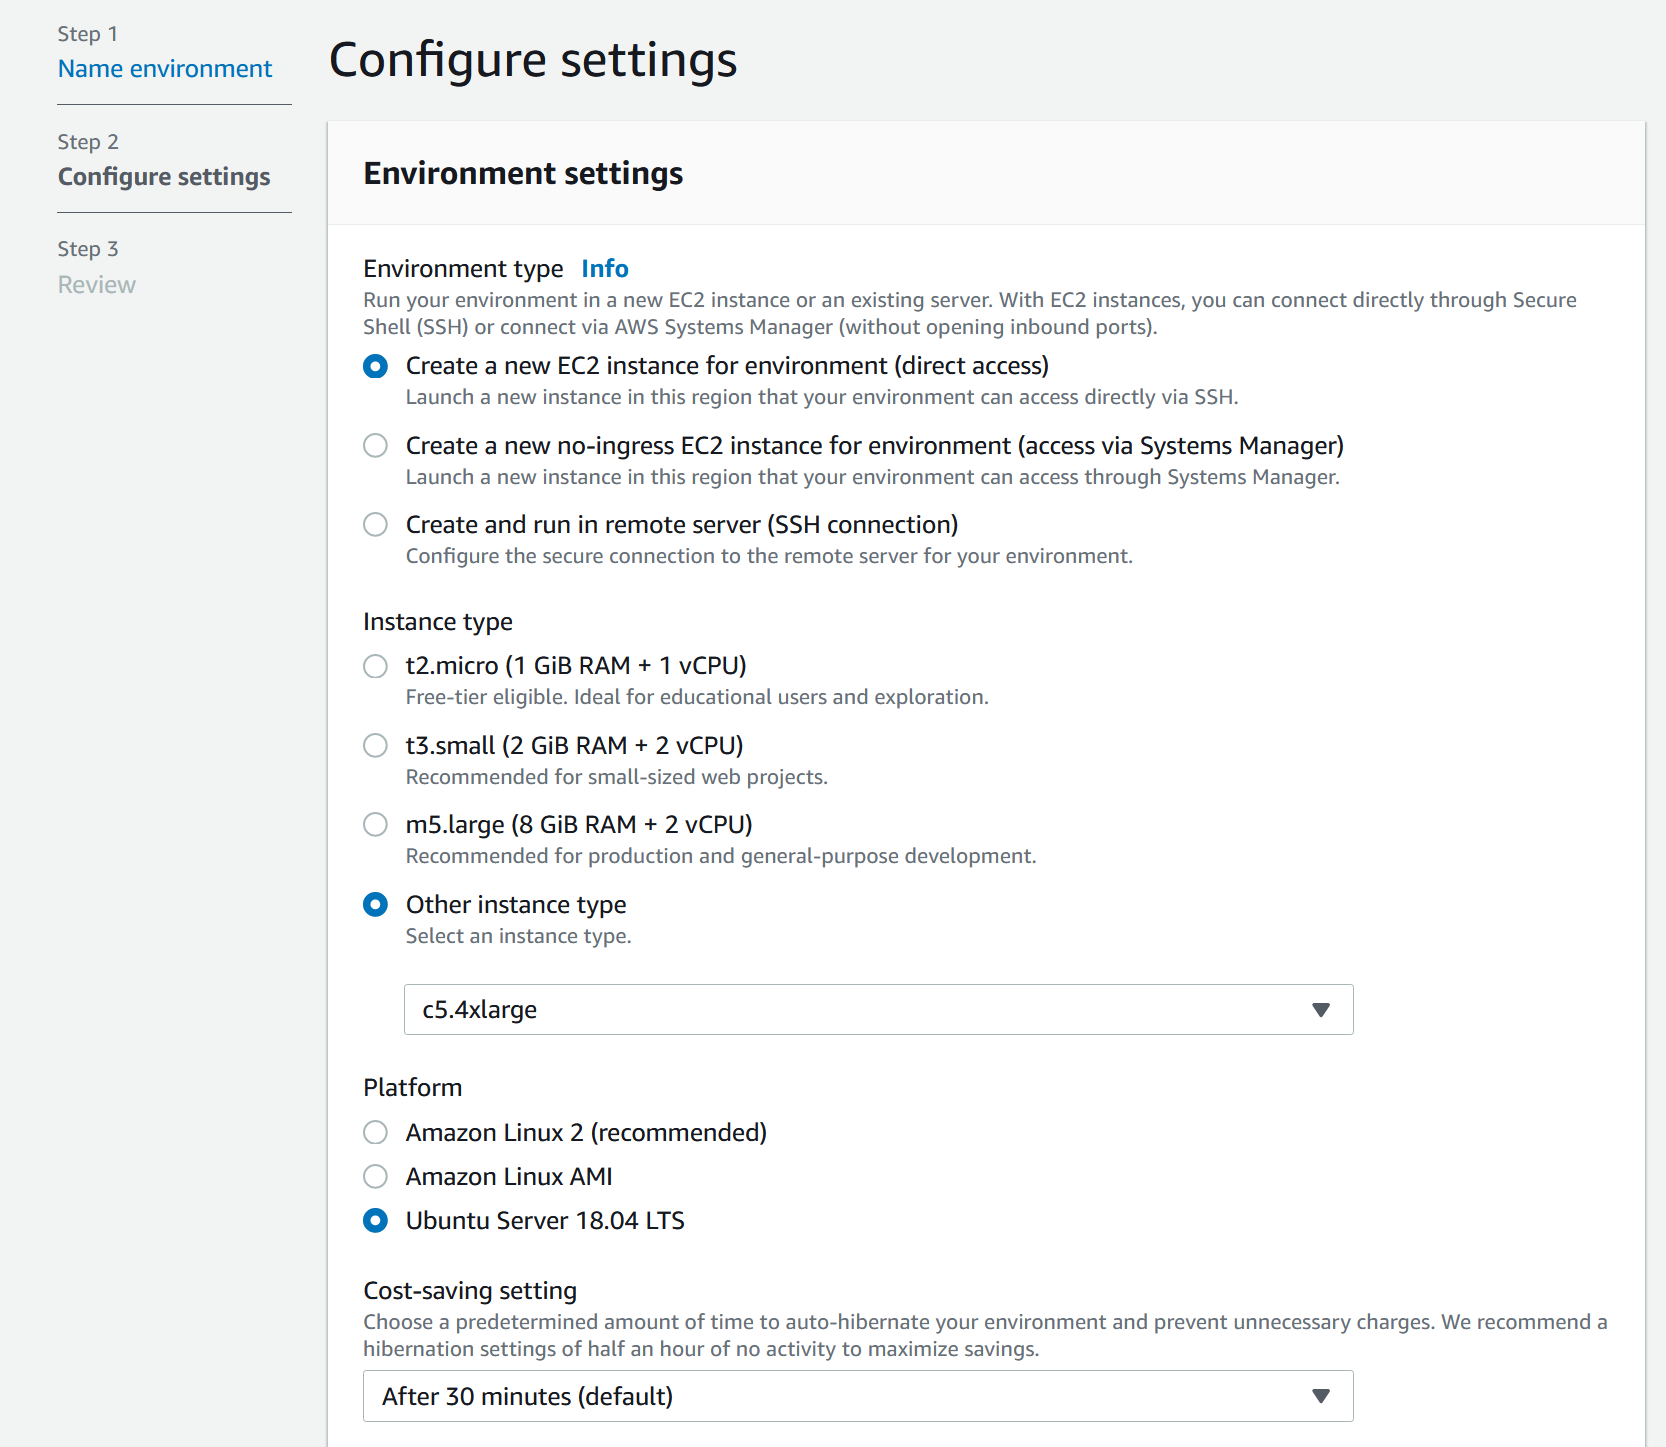 Step 1
Name environment
Step 2
Configure settings
Step 3
Review
Configure settings
Environment settings
Environment type Info
Run your environment in a new EC2 instance or an existing server. With EC2 instances, you can connect directly through Secure
Shell (SSH) or connect via AWS Systems Manager (without opening inbound ports).
Create a new EC2 instance for environment (direct access)
Launch a new instance in this region that your environment can access directly via SSH.
Create a new no-ingress EC2 instance for environment (access via Systems Manager)
Launch a new instance in this region that your environment can access through Systems Manager.
Create and run in remote server (SSH connection)
Configure the secure connection to the remote server for your environment.
Instance type
t2.micro (1 GiB RAM + 1 vCPU)
Free-tier eligible. Ideal for educational users and exploration.
t3.small (2 GiB RAM + 2 vCPU)
Recommended for small-sized web projects.
m5.large (8 GiB RAM + 2 vCPU)
Recommended for production and general-purpose development.
Other instance type
Select an instance type.
c5.4xlarge
Platform
Amazon Linux 2 (recommended)
Amazon Linux AMI
Ubuntu Server 18.04 LTS
Cost-saving setting
Choose a predetermined amount of time to auto-hibernate your environment and prevent unnecessary charges. We recommend a
hibernation settings of half an hour of no activity to maximize savings.
After 30 minutes (default)